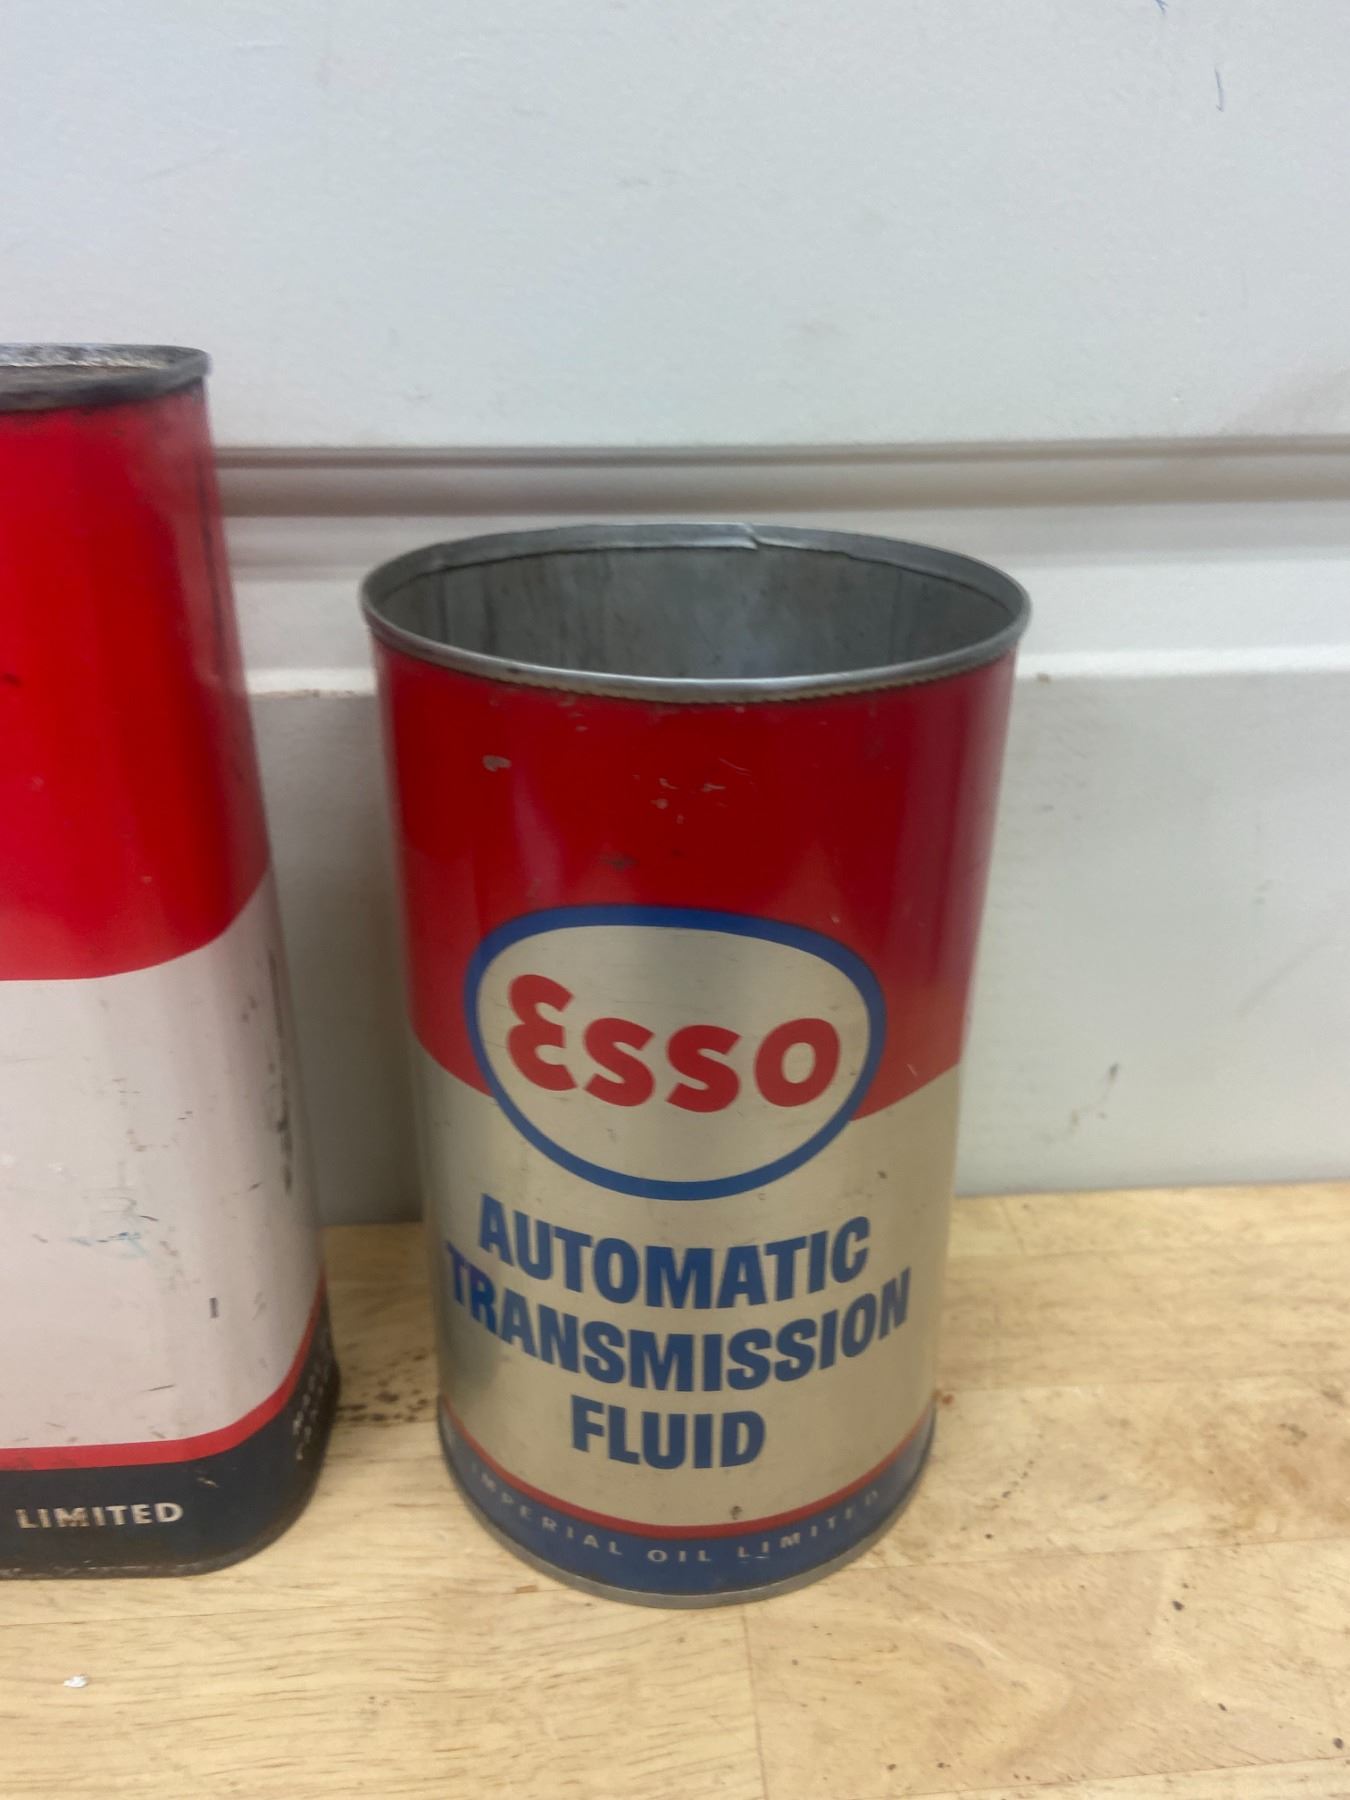 Esso
AUTOMATIC
TRANSMISSION
FLUID
IMPERIAL OIL LIMITED
LIMITED